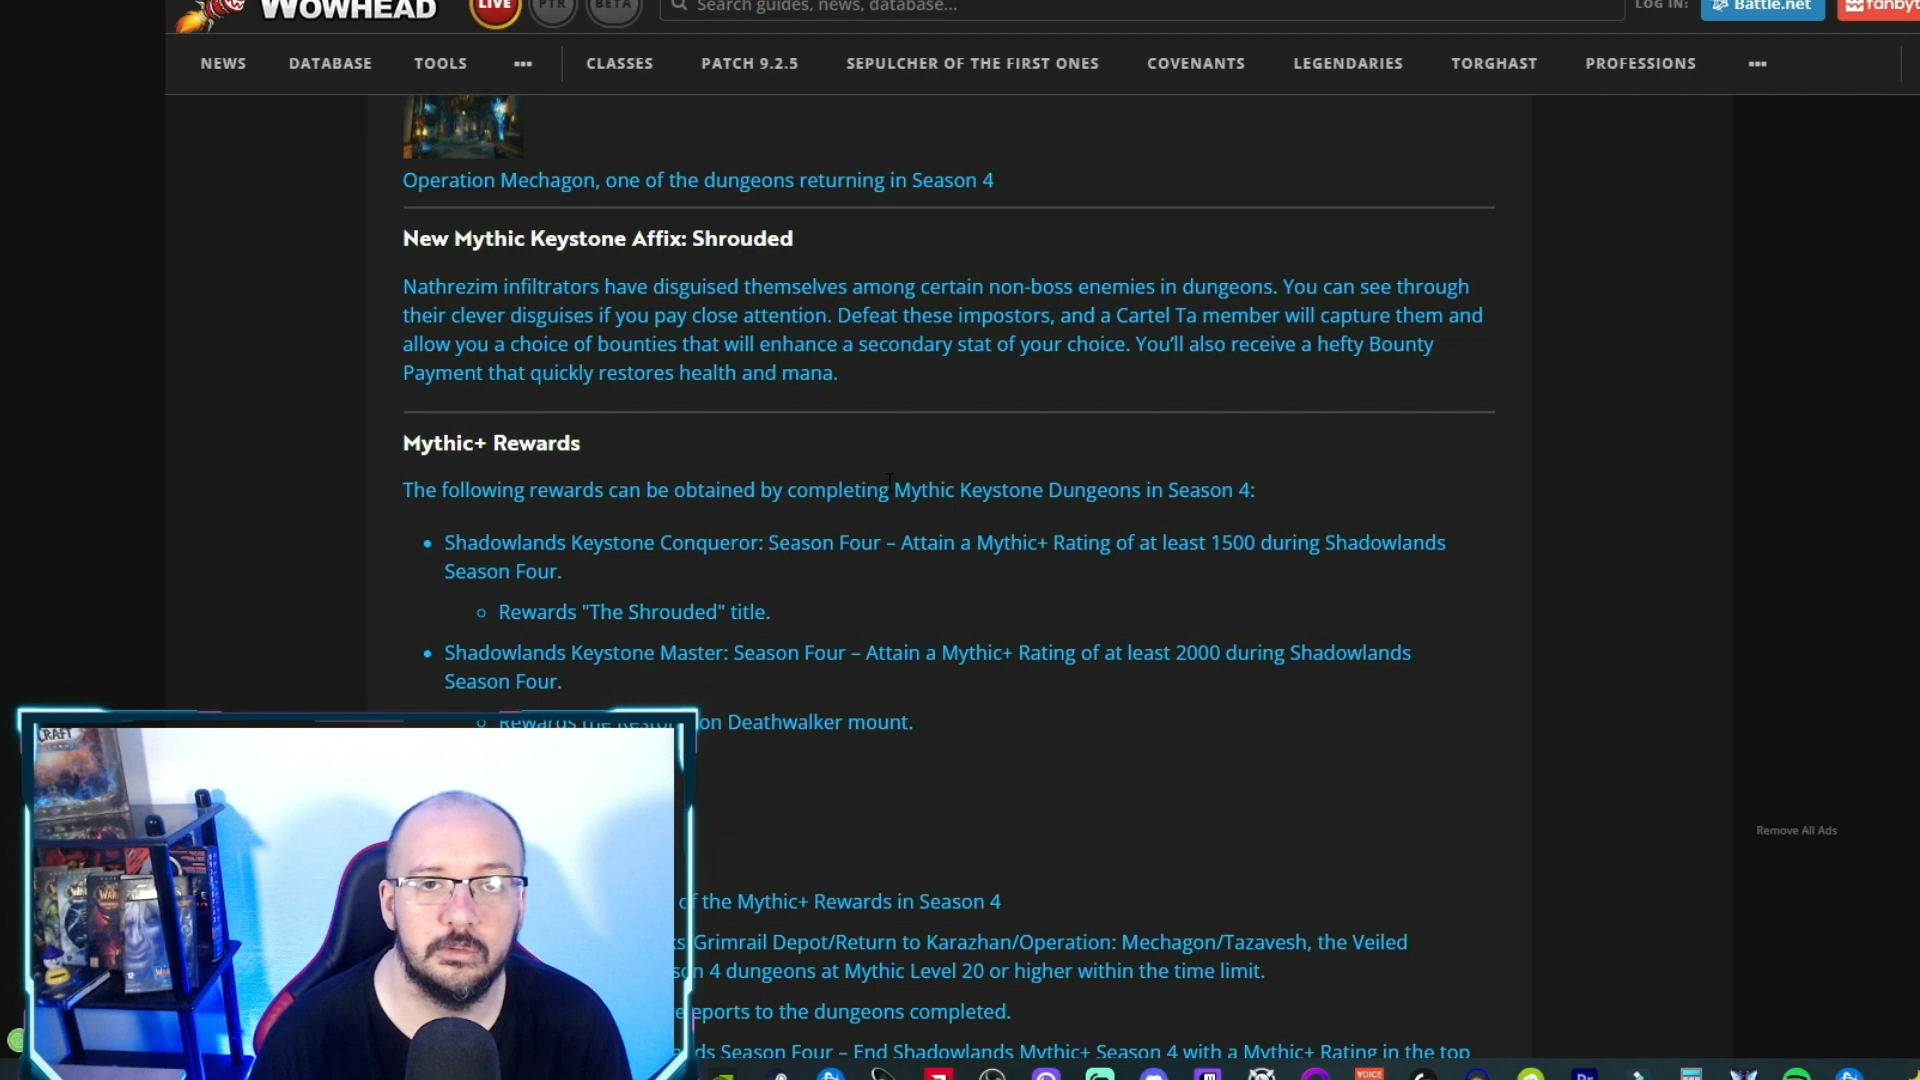 WOWHEAD
LIVE
PTR
BETA
Search guides, news, database...
LOG IN:
Battle.net
NEWS
DATABASE
TOOLS
CLASSES
PATCH 9.2.5
SEPULCHER OF THE FIRST ONES
COVENANTS
LEGENDARIES
TORGHAST
PROFESSIONS
Operation Mechagon, one of the dungeons returning in Season 4
New Mythic Keystone Affix: Shrouded
Nathrezim infiltrators have disguised themselves among certain non-boss enemies in dungeons. You can see through
their clever disguises if you pay close attention. Defeat these impostors, and a Cartel Ta member will capture them and
allow you a choice of bounties that will enhance a secondary stat of your choice. You'll also receive a hefty Bounty
Payment that quickly restores health and mana.
Mythic+ Rewards
The following rewards can be obtained by completing Mythic Keystone Dungeons in Season 4:
• Shadowlands Keystone Conqueror: Season Four – Attain a Mythic+ Rating of at least 1500 during Shadowlands
Season Four.
Rewards "The Shrouded" title.
• Shadowlands Keystone Master: Season Four – Attain a Mythic+ Rating of at least 2000 during Shadowlands
Season Four.
Rewards the on Deathwalker mount.
Remove All Ads
of the Mythic+ Rewards in Season 4
Grimrail Depot/Return to Karazhan/Operation: Mechagon/Tazavesh, the Veiled
4 dungeons at Mythic Level 20 or higher within the time limit.
to the dungeons completed.
Season Four – End Shadowlands Mythic+ Season 4 with a Mythic+ Rating in the top
VOICE
Pr